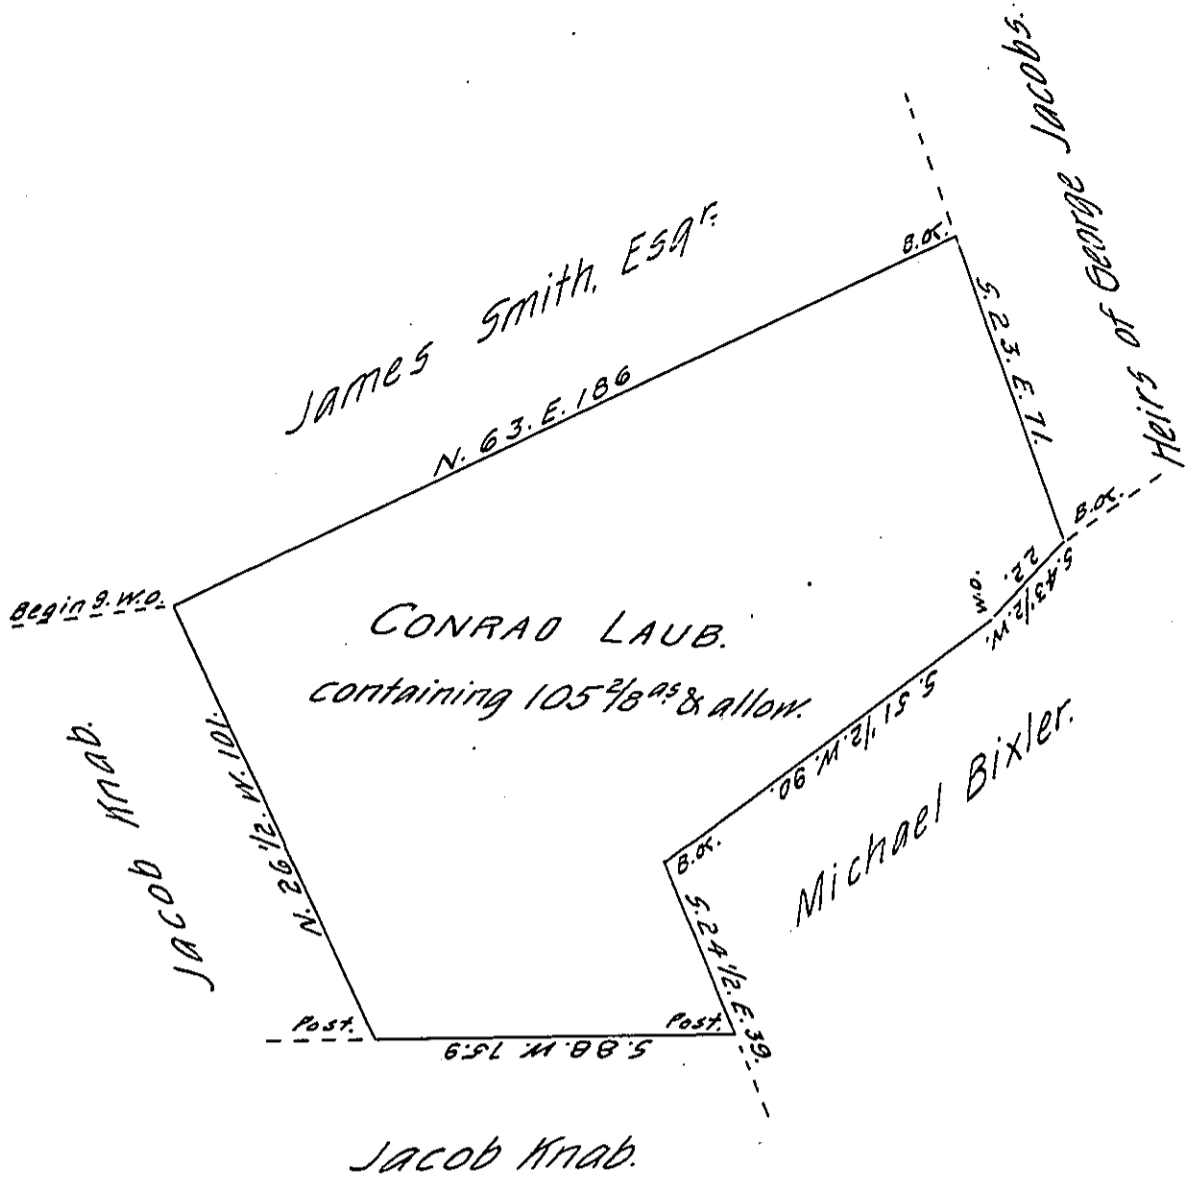 Heirs of George Jacobs.
James Smith, Esqr.
B.O.
N. 63. E. 186
S. 23. E. 71.
B.O.
S. 43 1/2. W.
22.
W.O.
Begin S.W.O.
CONRAD LAUB.
containing 105 2/8 as. & allow.
S. 51 1/2. W. 90.
Michael Bixler.
Jacob Knab.
N. 26 1/2. W. 101.
B.O.
S. 24 1/2. E. 39.
Post.
Post.
S. 88. W. 75.9
Jacob Knab.